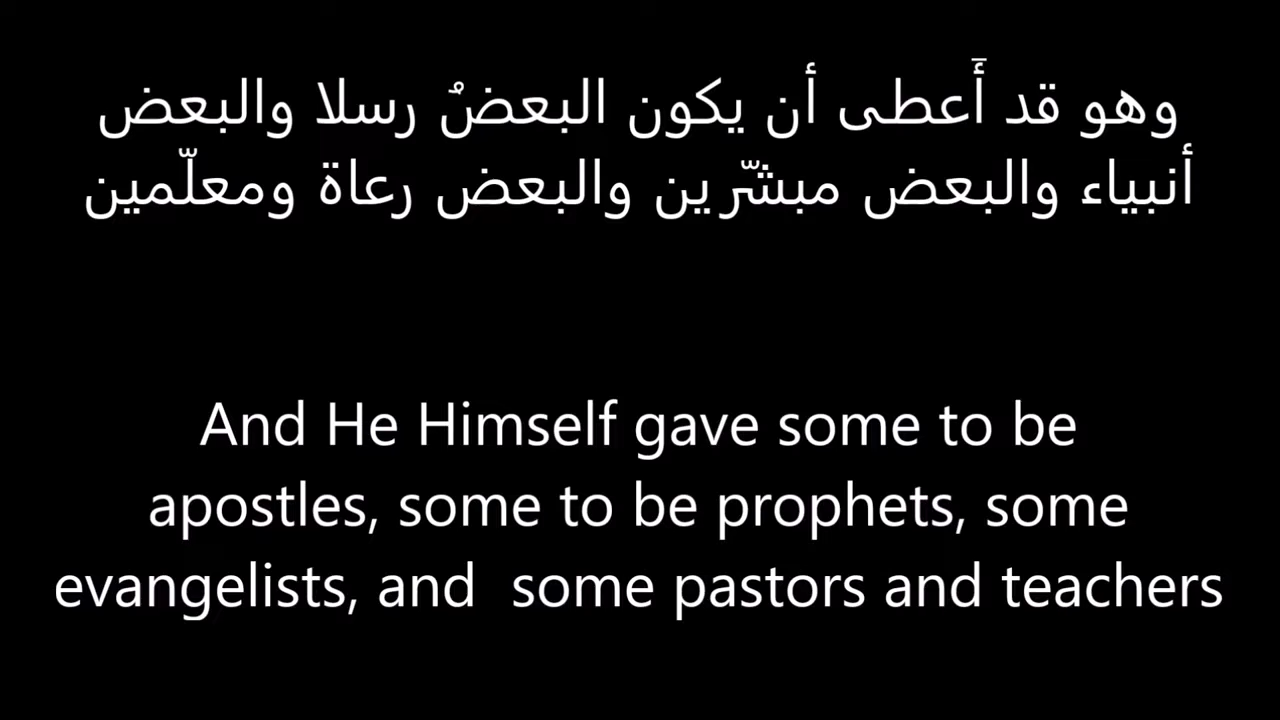 وهو قد أَعطى أن يكون البعضُ رسلا والبعض
أنبياء والبعض مبشّرين والبعض رعاة ومعلّمين
And He Himself gave some to be
apostles, some to be prophets, some
evangelists, and  some pastors and teachers